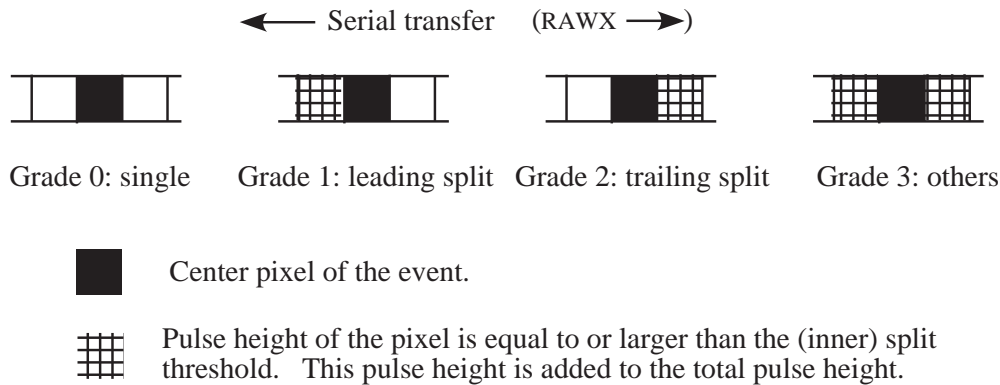 Serial transfer (RAWX )
Grade 0: single Grade 1: leading split Grade 2: trailing split Grade 3: others
Center pixel of the event.
Pulse height of the pixel is equal to or larger than the (inner) split
threshold. This pulse height is added to the total pulse height.